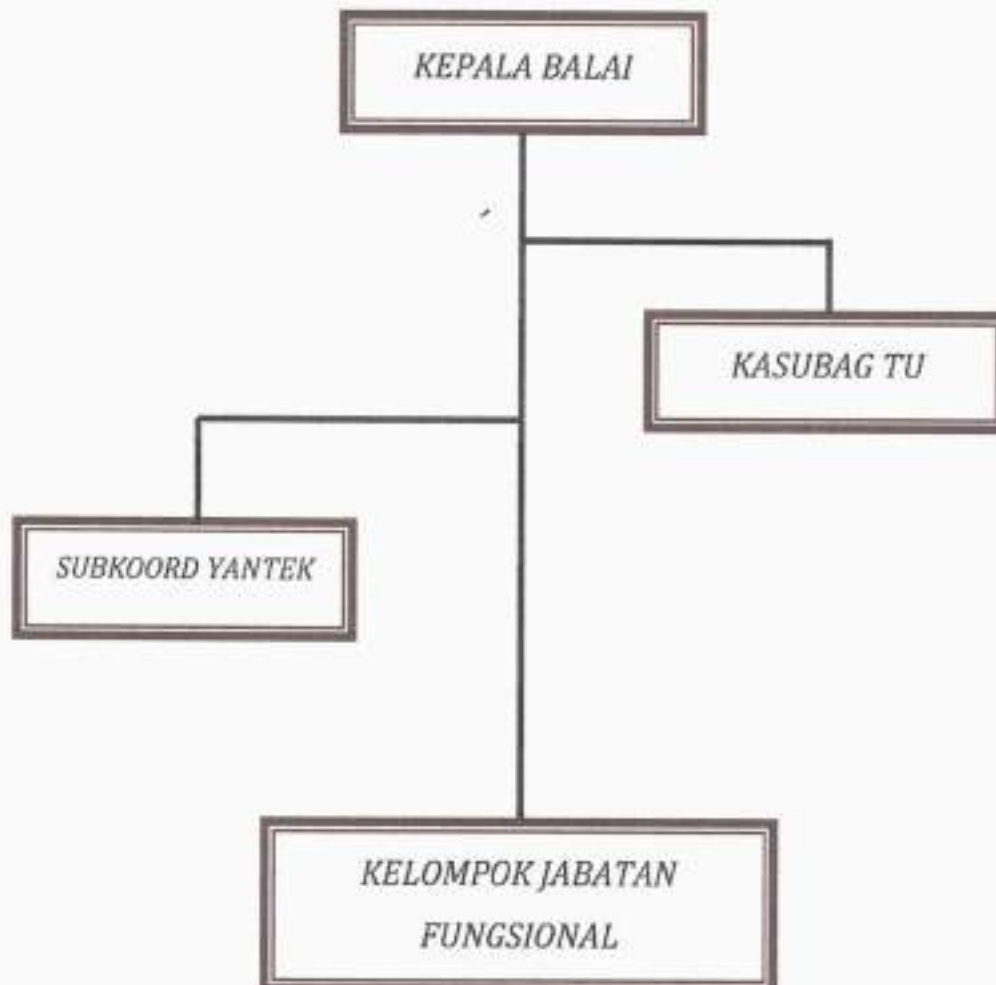 KEPALA BALAI
KASUBAG TU
SUBKOORD YANTEK
KELOMPOK JABATAN
FUNGSIONAL